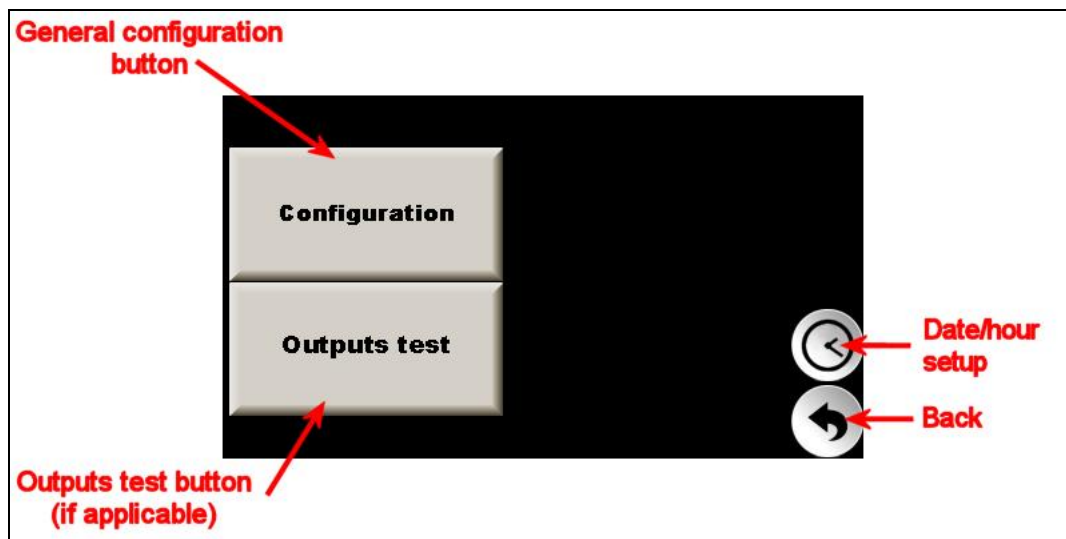 General configuration
button
Configuration
Outputs test
Date/hour
setup
Back
Outputs test button
(if applicable)